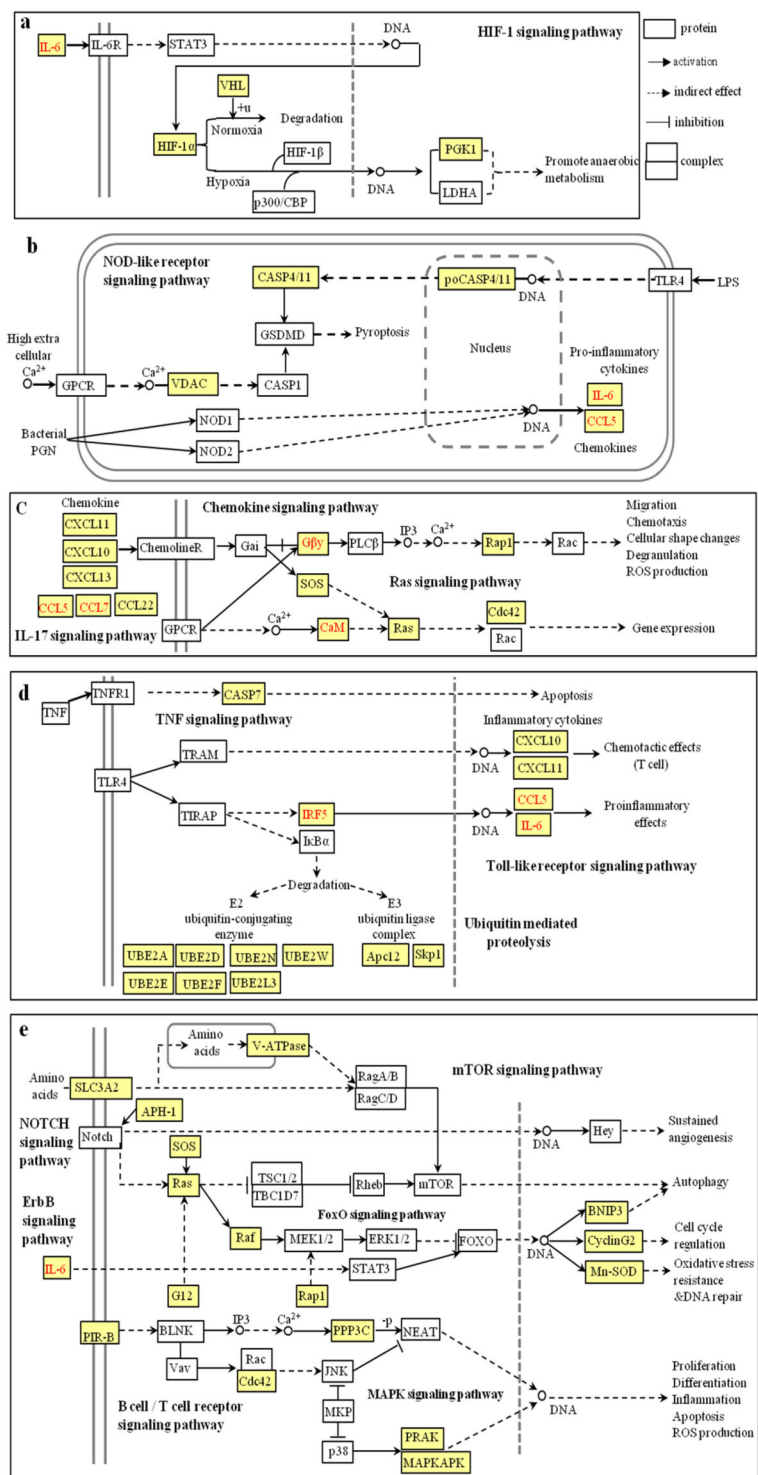 a
HIF-1 signaling pathway
DNA
IL-6
IL-6R
STAT3
VHL
+u
HIF-1α
Normoxia
Degradation
HIF-1β
Hypoxia
p300/CBP
DNA
PGK1
LDHA
Promote anaerobic
metabolism
protein
activation
indirect effect
inhibition
complex
b
NOD-like receptor
signaling pathway
CASP4/11
poCASP4/11
DNA
TLR4
LPS
GSDMD
Pyroptosis
Nucleus
High extra
cellular
Ca2+
GPCR
Ca2+
VDAC
CASP1
Pro-inflammatory
cytokines
IL-6
CCL5
Chemokines
Bacterial
PGN
NOD1
NOD2
DNA
C
Chemokine
Chemokine signaling pathway
CXCL11
CXCL10
CXCL13
CCL5
CCL7
CCL22
ChemolineR
Gai
Gβy
PLCβ
IP3
Ca2+
Rap1
Rac
Migration
Chemotaxis
Cellular shape changes
Degranulation
ROS production
SOS
Ras signaling pathway
IL-17 signaling pathway
GPCR
Ca2+
CaM
Ras
Cdc42
Rac
Gene expression
d
TNF
TNFR1
CASP7
Apoptosis
TNF signaling pathway
Inflammatory cytokines
TRAM
DNA
CXCL10
CXCL11
Chemotactic effects
(T cell)
TLR4
TIRAP
IRF5
IκBα
DNA
CCL5
IL-6
Proinflammatory
effects
Toll-like receptor signaling pathway
Degradation
E2
ubiquitin-conjugating
enzyme
E3
ubiquitin ligase
complex
Ubiquitin mediated
proteolysis
UBE2A
UBE2D
UBE2N
UBE2W
UBE2E
UBE2F
UBE2L3
Apc12
Skp1
e
Amino
acids
V-ATPase
mTOR signaling pathway
Amino
acids
SLC3A2
RagA/B
RagC/D
APH-1
NOTCH
signaling
pathway
Notch
DNA
Hey
Sustained
angiogenesis
SOS
Ras
TSC1/2
TBC1D7
Rheb
mTOR
Autophagy
ErbB
signaling
pathway
FoxO signaling pathway
Raf
MEK1/2
ERK1/2
FOXO
DNA
BNIP3
CyclinG2
Mn-SOD
Cell cycle
regulation
Oxidative stress
resistance
&DNA repair
IL-6
STAT3
G12
Rap1
PIR-B
BLNK
IP3
Ca2+
PPP3C
-p
NEAT
Vav
Rac
Cdc42
JNK
B cell / T cell receptor
signaling pathway
MAPK signaling pathway
MKP
p38
PRAK
MAPKAPK
DNA
Proliferation
Differentiation
Inflammation
Apoptosis
ROS production